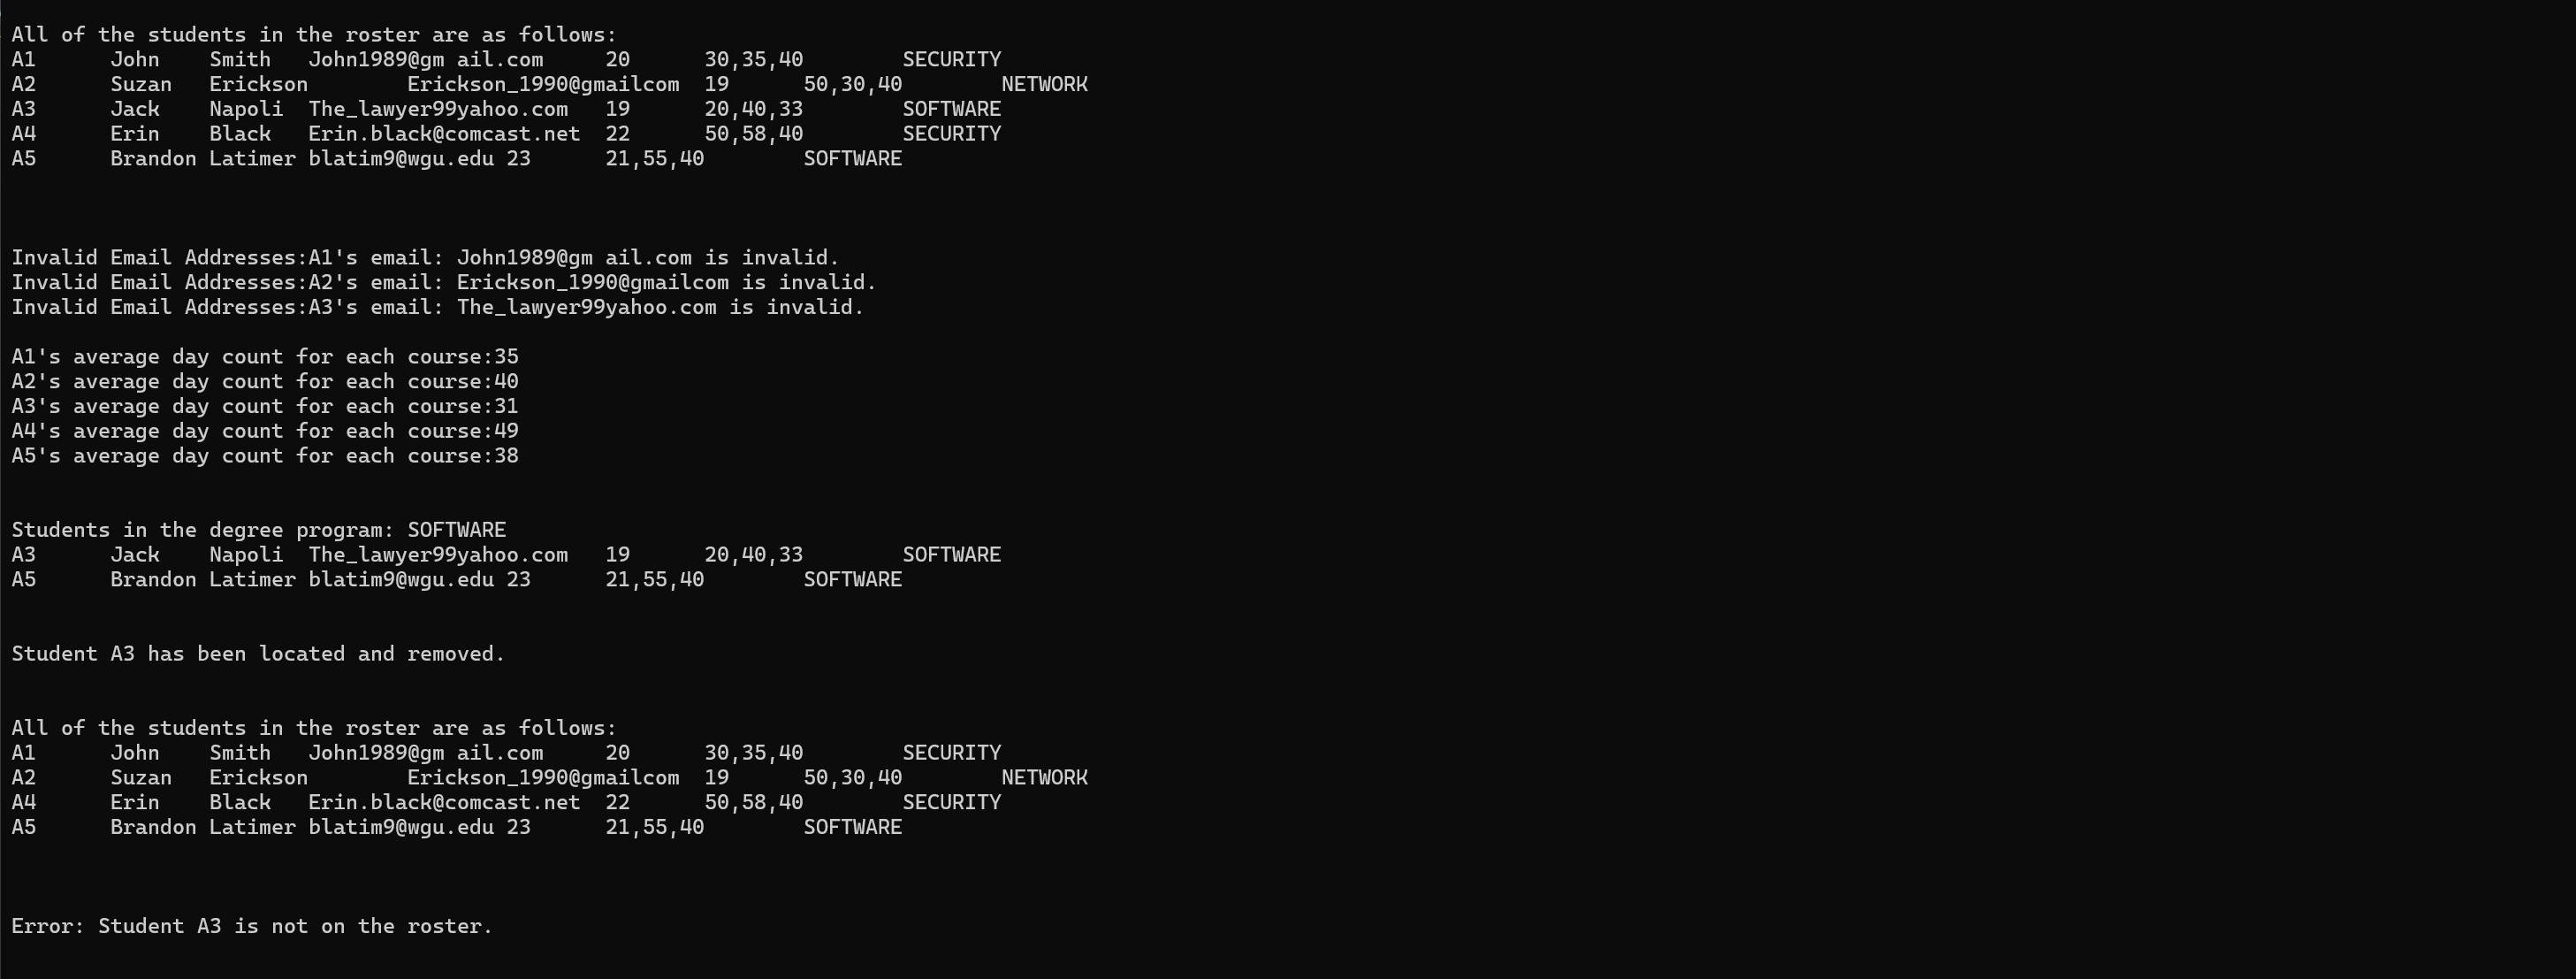 All of the students in the roster are as follows:
A1	John	Smith	John1989@gm ail.com	20	30,35,40	SECURITY
A2	Suzan	Erickson	Erickson_1990@gmailcom	19	50,30,40	NETWORK
A3	Jack	Napoli	The_lawyer99yahoo.com	19	20,40,33	SOFTWARE
A4	Erin	Black	Erin.black@comcast.net	22	50,58,40	SECURITY
A5	Brandon	Latimer	blatim9@wgu.edu	23	21,55,40	SOFTWARE
Invalid Email Addresses:A1's email: John1989@gm ail.com is invalid.
Invalid Email Addresses:A2's email: Erickson_1990@gmailcom is invalid.
Invalid Email Addresses:A3's email: The_lawyer99yahoo.com is invalid.
A1's average day count for each course:35
A2's average day count for each course:40
A3's average day count for each course:31
A4's average day count for each course:49
A5's average day count for each course:38
Students in the degree program: SOFTWARE
A3	Jack	Napoli	The_lawyer99yahoo.com	19	20,40,33	SOFTWARE
A5	Brandon	Latimer	blatim9@wgu.edu	23	21,55,40	SOFTWARE
Student A3 has been located and removed.
All of the students in the roster are as follows:
A1	John	Smith	John1989@gm ail.com	20	30,35,40	SECURITY
A2	Suzan	Erickson	Erickson_1990@gmailcom	19	50,30,40	NETWORK
A4	Erin	Black	Erin.black@comcast.net	22	50,58,40	SECURITY
A5	Brandon	Latimer	blatim9@wgu.edu	23	21,55,40	SOFTWARE
Error: Student A3 is not on the roster.